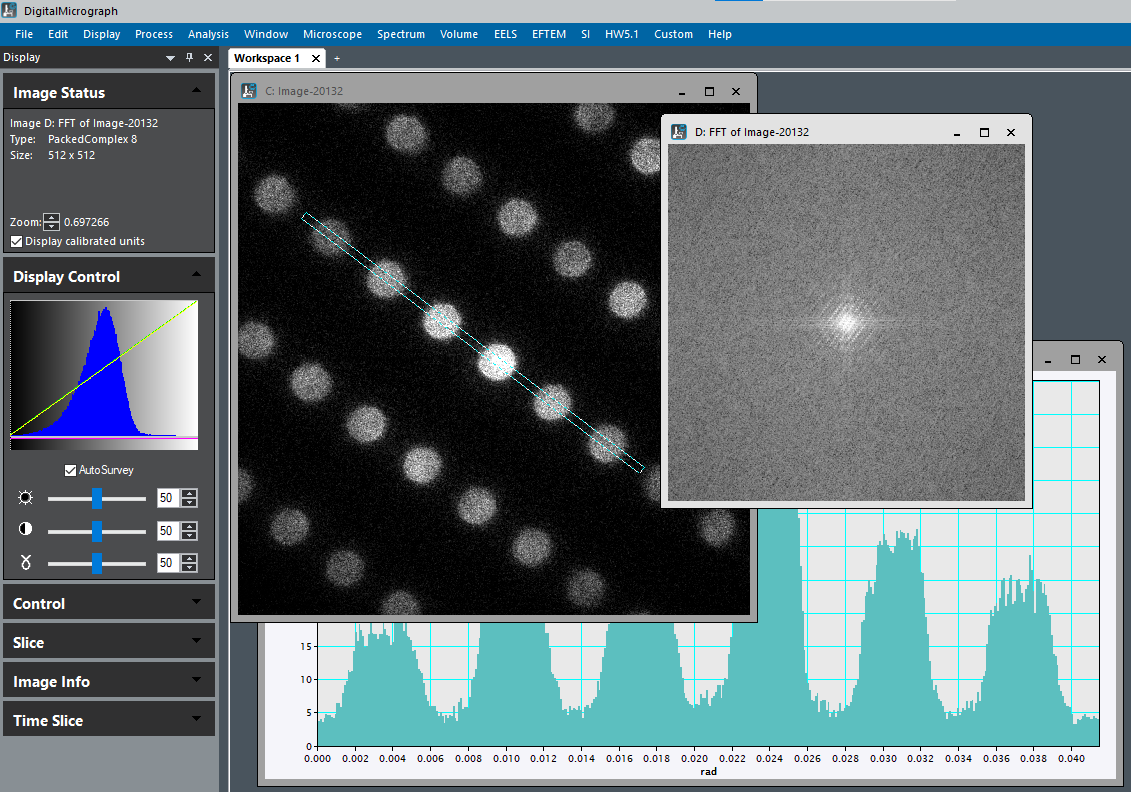 DigitalMicrograph
File Edit Display Process Analysis Window Microscope Spectrum Volume EELS EFTEM SI HW5.1 Custom Help
Display
Workspace 1
Image Status
Image D: FFT of Image-20132
Type: PackedComplex 8
Size: 512 x 512
Zoom: 0.697266
Display calibrated units
Display Control
AutoSurvey
50
50
50
Control
Slice
Image Info
Time Slice
C: Image-20132
D: FFT of Image-20132
15
10
5
0
0.000 0.002 0.004 0.006 0.008 0.010 0.012 0.014 0.016 0.018 0.020 0.022 0.024 0.026 0.028 0.030 0.032 0.034 0.036 0.038 0.040
rad